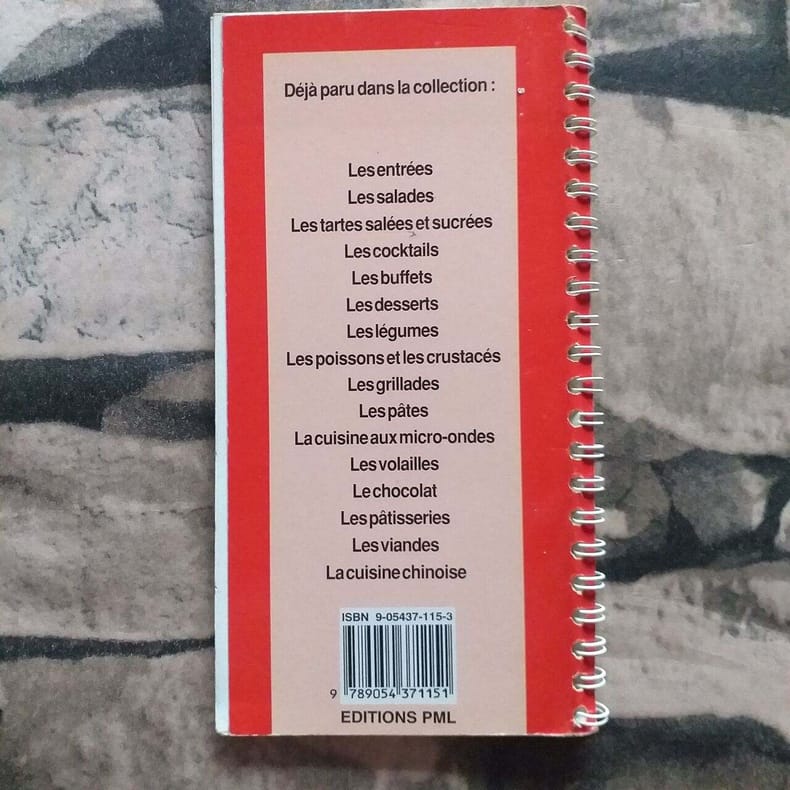 Déjà paru dans la collection :
Les entrées
Les salades
Les tartes salées et sucrées
Les cocktails
Les buffets
Les desserts
Les légumes
Les poissons et les crustacés
Les grillades
Les pâtes
La cuisine aux micro-ondes
Les volailles
Le chocolat
Les pâtisseries
Les viandes
La cuisine chinoise
ISBN 9-05437-115-3
9 789054 371151
EDITIONS PML